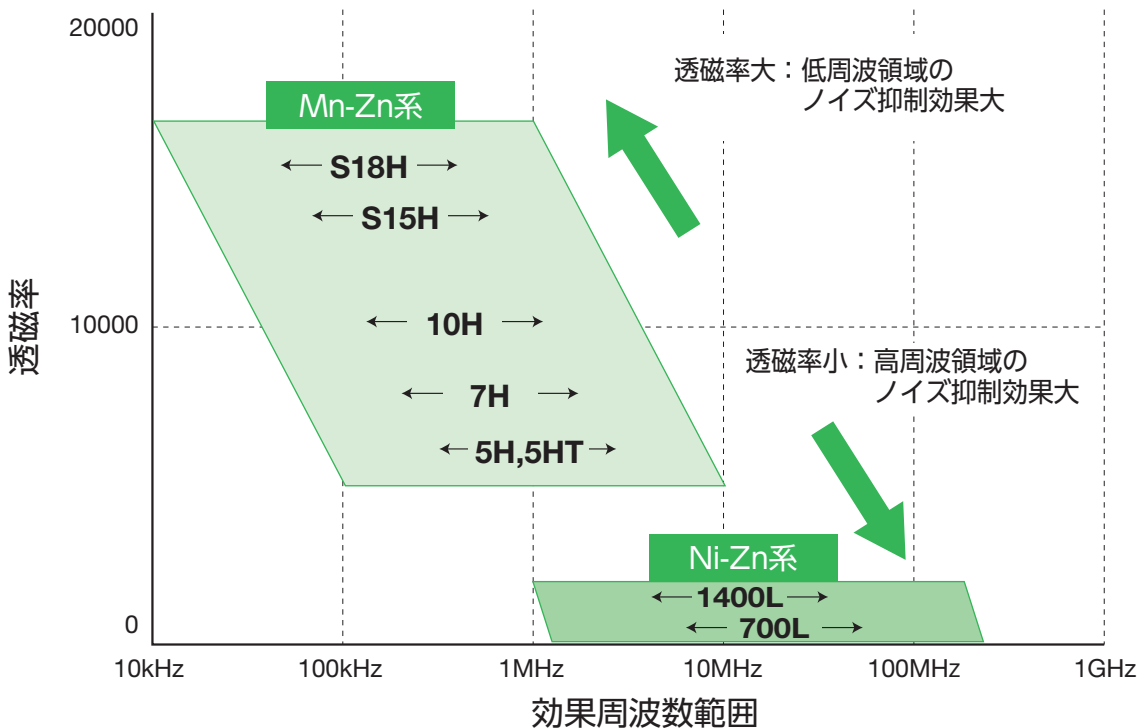 20000
透磁率大：低周波領域の
ノイズ抑制効果大
Mn-Zn系
S18H
S15H
透磁率
10000
10H
透磁率小：高周波領域の
ノイズ抑制効果大
7H
5H,5HT
Ni-Zn系
1400L
700L
0
10kHz 100kHz 1MHz 10MHz 100MHz 1GHz
効果周波数範囲